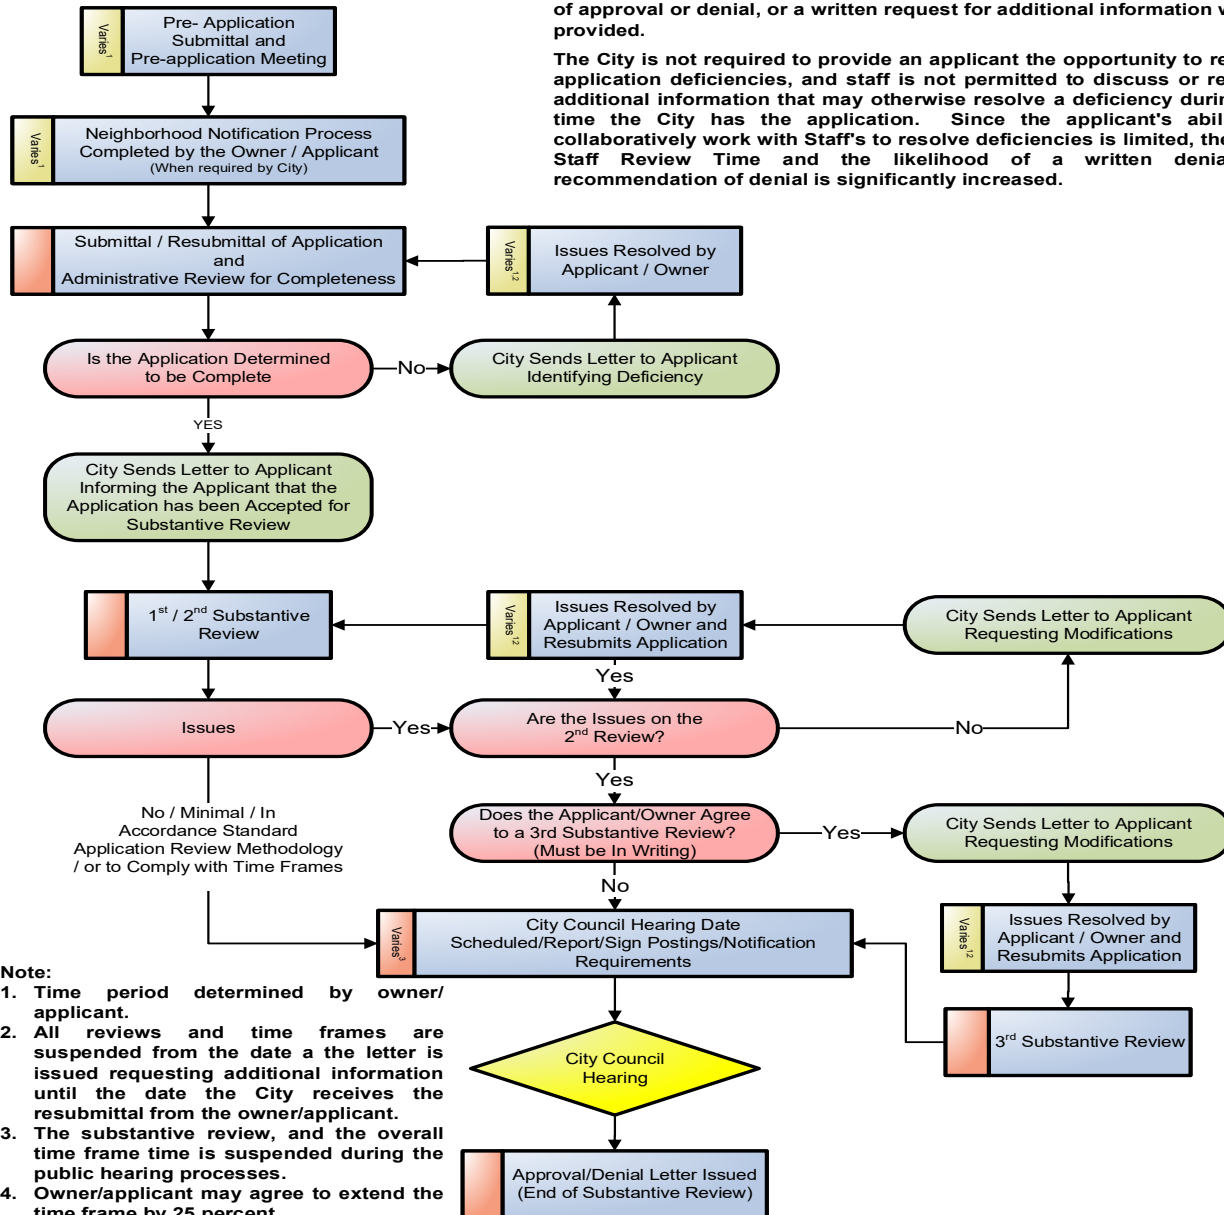 of approval or denial, or a written request for additional information
provided.
The City is not required to provide an applicant the opportunity to
application deficiencies, and staff is not permitted to discuss or
additional information that may otherwise resolve a deficiency
time the City has the application. Since the applicant's
collaboratively work with Staff's to resolve deficiencies is limited,
Staff Review Time and the likelihood of a written
recommendation of denial is significantly increased.
Varies1
Pre- Application
Submittal and
Pre-application Meeting
Varies1
Neighborhood Notification Process
Completed by the Owner / Applicant
(When required by City)
Submittal / Resubmittal of Application
and
Administrative Review for Completeness
Varies1,2
Issues Resolved by
Applicant / Owner
Is the Application Determined
to be Complete
No
City Sends Letter to Applicant
Identifying Deficiency
YES
City Sends Letter to Applicant
Informing the Applicant that the
Application has been Accepted for
Substantive Review
1st / 2nd Substantive
Review
Varies12
Issues Resolved by
Applicant / Owner and
Resubmits Application
City Sends Letter to Applicant
Requesting Modifications
Yes
Issues
Yes
Are the Issues on the
2nd Review?
No
Yes
No / Minimal / In
Accordance Standard
Application Review Methodology
/ or to Comply with Time Frames
Does the Applicant/Owner Agree
to a 3rd Substantive Review?
(Must be In Writing)
Yes
City Sends Letter to Applicant
Requesting Modifications
No
Varies3
City Council Hearing Date
Scheduled/Report/Sign Postings/Notification
Requirements
Varies12
Issues Resolved by
Applicant / Owner and
Resubmits Application
3rd Substantive Review
City Council
Hearing
Approval/Denial Letter Issued
(End of Substantive Review)
Note:
1. Time period determined by owner/
applicant.
2. All reviews and time frames are
suspended from the date a the letter is
issued requesting additional information
until the date the City receives the
resubmittal from the owner/applicant.
3. The substantive review, and the overall
time frame time is suspended during the
public hearing processes.
4. Owner/applicant may agree to extend the
time frame by 25 percent